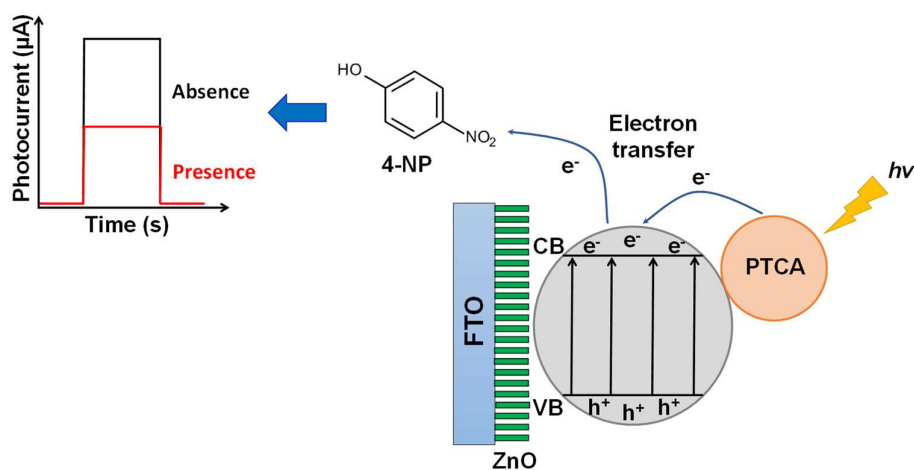 Photocurrent (µA)
Absence
Presence
Time (s)
HO
NO₂
4-NP
Electron
transfer
e⁻
e⁻
hv
PTCA
CB
e⁻ e⁻ e⁻
FTO
VB
h⁺ h⁺ h⁺
ZnO